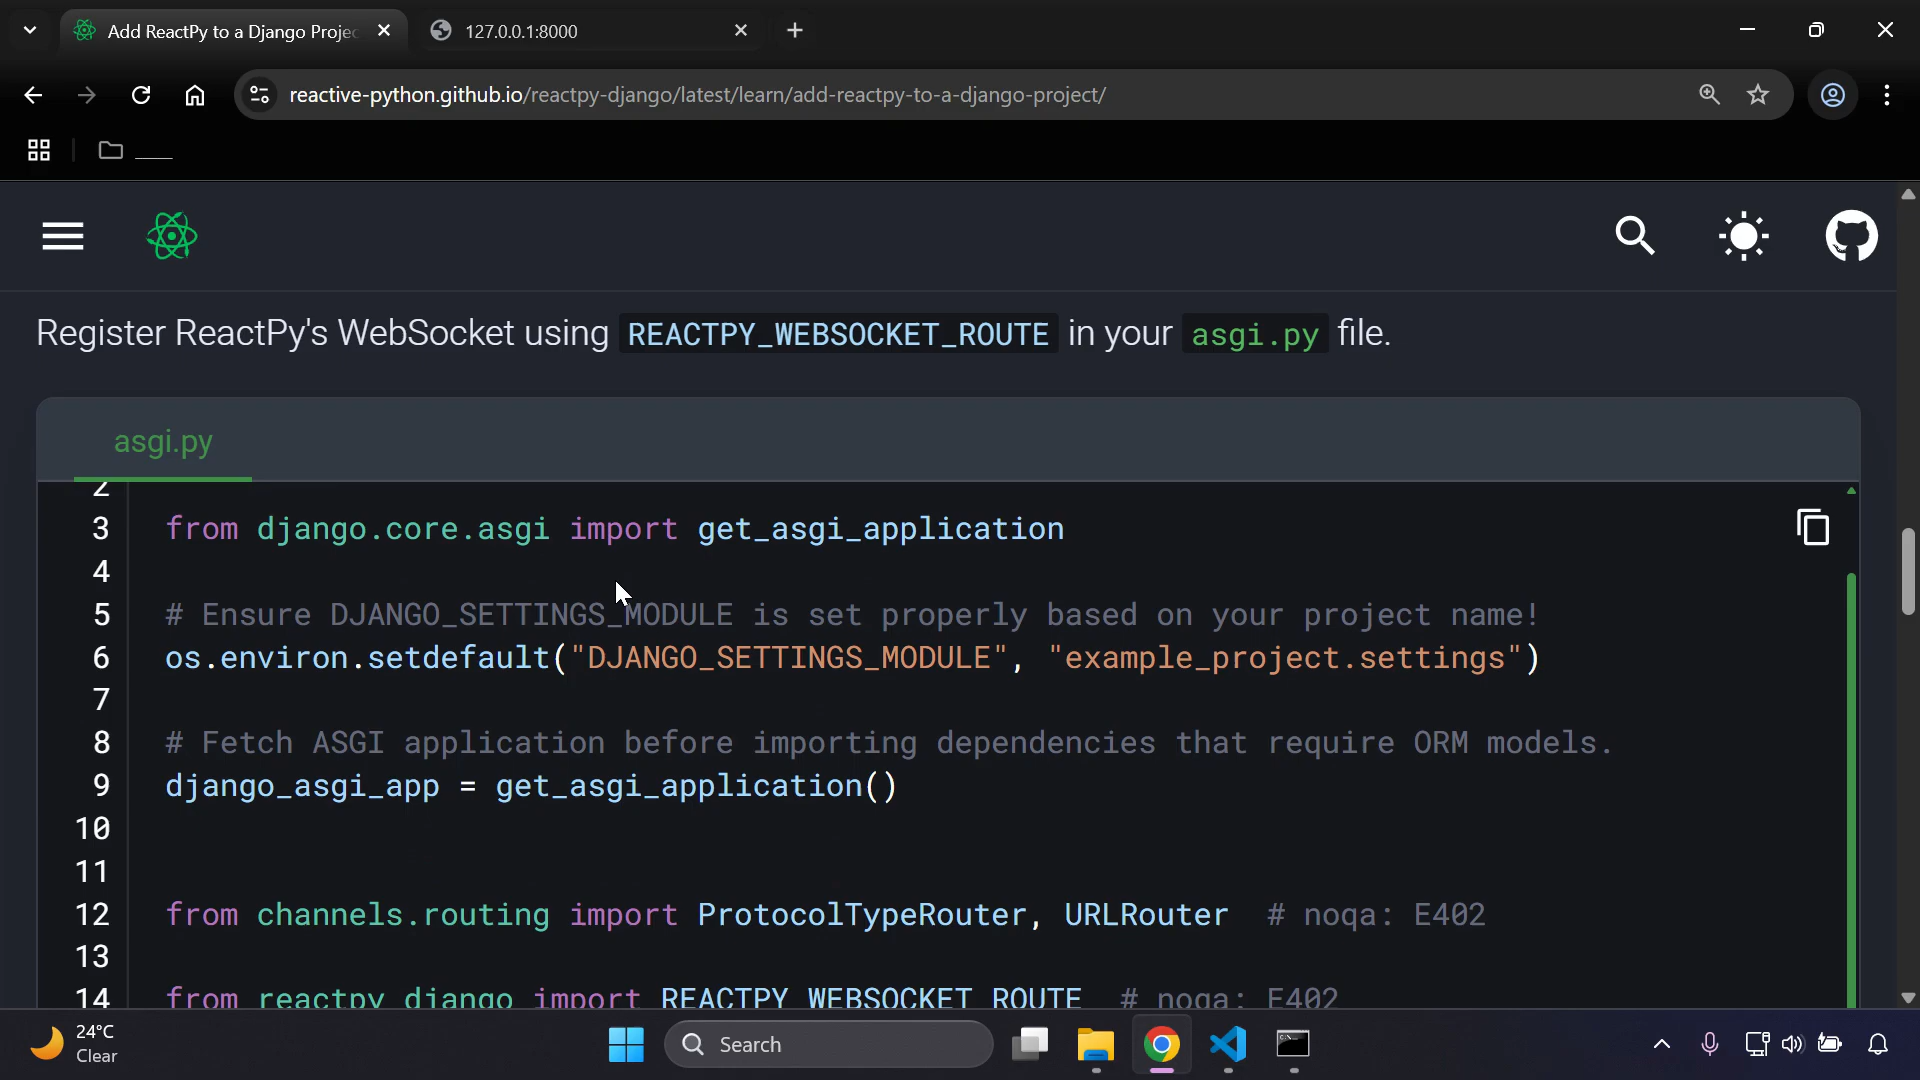 Add ReactPy to a Django Proje
127.0.0.1:8000
reactive-python.github.io/reactpy-django/latest/learn/add-reactpy-to-a-django-project/
Register ReactPy's WebSocket using REACTPY_WEBSOCKET_ROUTE in your asgi.py file.
asgi.py
2
3 from django.core.asgi import get_asgi_application
4
5 # Ensure DJANGO_SETTINGS_MODULE is set properly based on your project name!
6 os.environ.setdefault("DJANGO_SETTINGS_MODULE", "example_project.settings")
7
8 # Fetch ASGI application before importing dependencies that require ORM models.
9 django_asgi_app = get_asgi_application()
10
11
12 from channels.routing import ProtocolTypeRouter, URLRouter # noqa: E402
13
14 from reactpy_django import REACTPY_WEBSOCKET_ROUTE # noqa: E402
24°C
Clear
Search